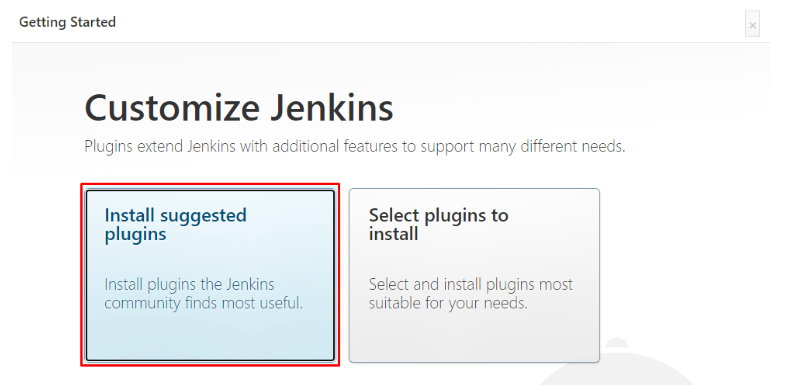 Getting Started
×
Customize Jenkins
Plugins extend Jenkins with additional features to support many different needs.
Install suggested
plugins
Install plugins the Jenkins
community finds most useful.
Select plugins to
install
Select and install plugins most
suitable for your needs.